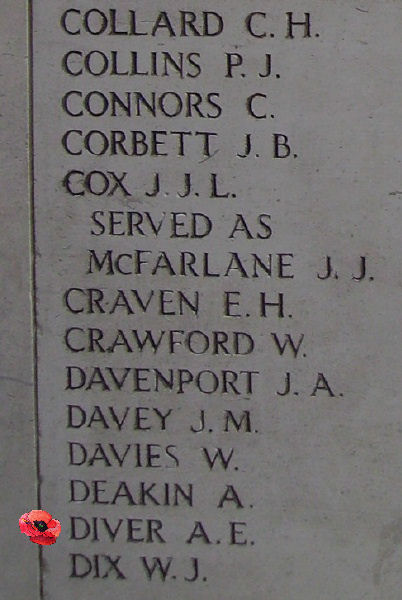 COLLARD C. H.
COLLINS P. J.
CONNORS C.
CORBETT J. B.
COX J. J. L.
SERVED AS
McFARLANE J. J.
CRAVEN E. H.
CRAWFORD W.
DAVENPORT J. A.
DAVEY J. M.
DAVIES W.
DEAKIN A.
DIVER A. E.
DIX W. J.